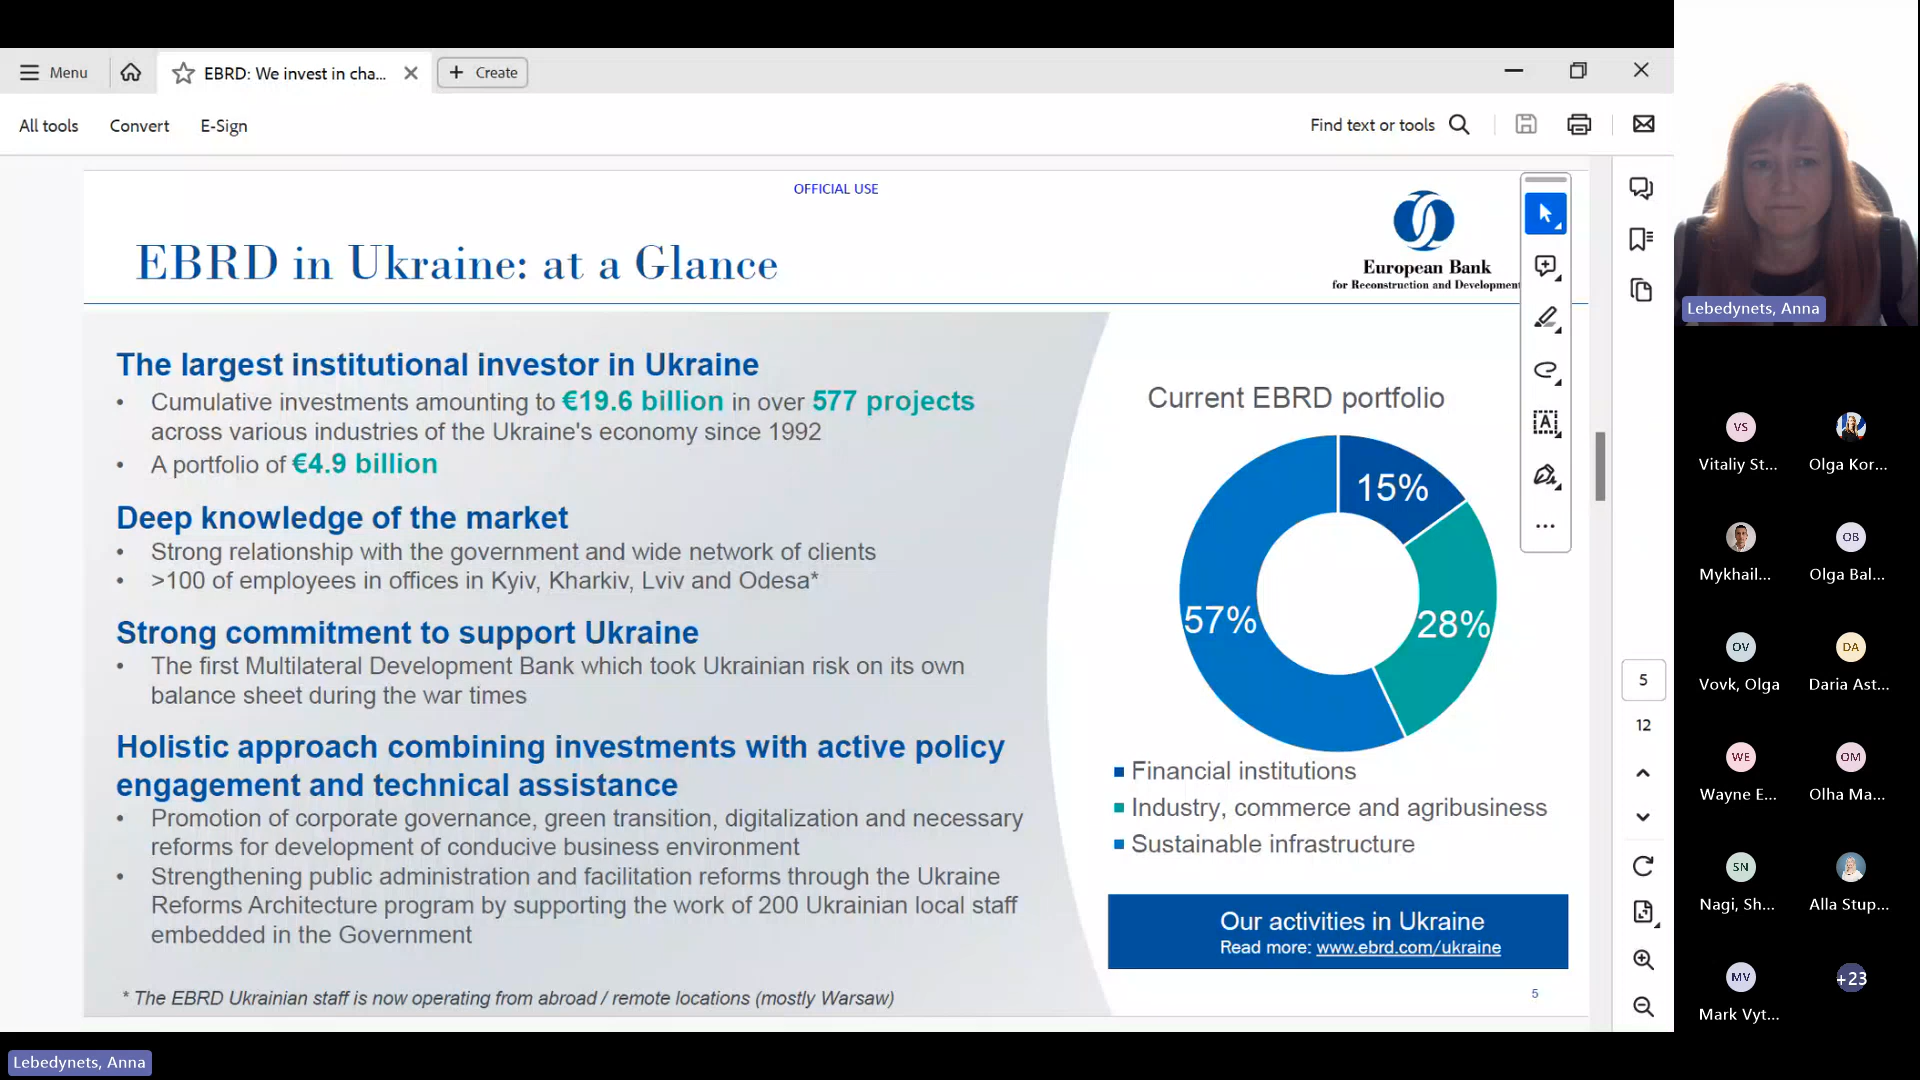 Menu
EBRD: We invest in cha...
Create
All tools
Convert
E-Sign
Find text or tools
OFFICIAL USE
EBRD in Ukraine: at a Glance
European Bank
for Reconstruction and Development
The largest institutional investor in Ukraine
• Cumulative investments amounting to €19.6 billion in over 577 projects
across various industries of the Ukraine's economy since 1992
• A portfolio of €4.9 billion
Deep knowledge of the market
• Strong relationship with the government and wide network of clients
• >100 of employees in offices in Kyiv, Kharkiv, Lviv and Odesa*
Strong commitment to support Ukraine
• The first Multilateral Development Bank which took Ukrainian risk on its own
balance sheet during the war times
Holistic approach combining investments with active policy
engagement and technical assistance
• Promotion of corporate governance, green transition, digitalization and necessary
reforms for development of conducive business environment
• Strengthening public administration and facilitation reforms through the Ukraine
Reforms Architecture program by supporting the work of 200 Ukrainian local staff
embedded in the Government
* The EBRD Ukrainian staff is now operating from abroad / remote locations (mostly Warsaw)
Current EBRD portfolio
15%
57%
28%
Financial institutions
Industry, commerce and agribusiness
Sustainable infrastructure
Our activities in Ukraine
Read more: www.ebrd.com/ukraine
5
5
12
Lebedynets, Anna
VS
Vitaliy St...
Olga Kor...
Mykhail...
OB
Olga Bal...
OV
Vovk, Olga
DA
Daria Ast...
WE
Wayne E...
OM
Olha Ma...
SN
Nagi, Sh...
Alla Stup...
MV
Mark Vyt...
+23
Lebedynets, Anna